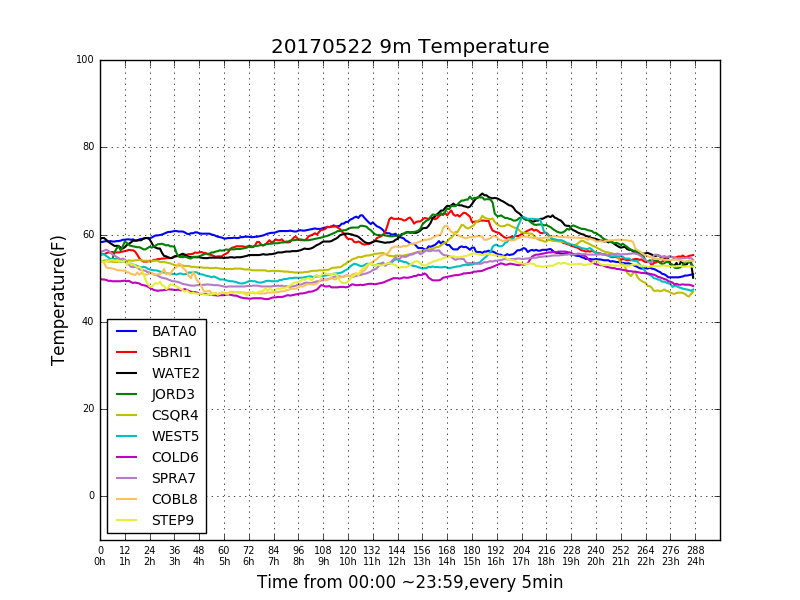 20170522 9m Temperature
100
80
60
40
20
0
Temperature(F)
BATA0
SBRI1
WATE2
JORD3
CSQR4
WEST5
COLD6
SPRA7
COBL8
STEP9
0 12 24 36 48 60 72 84 96 108 120 132 144 156 168 180 192 204 216 228 240 252 264 276 288
0h 1h 2h 3h 4h 5h 6h 7h 8h 9h 10h 11h 12h 13h 14h 15h 16h 17h 18h 19h 20h 21h 22h 23h 24h
Time from 00:00 ~23:59,every 5min